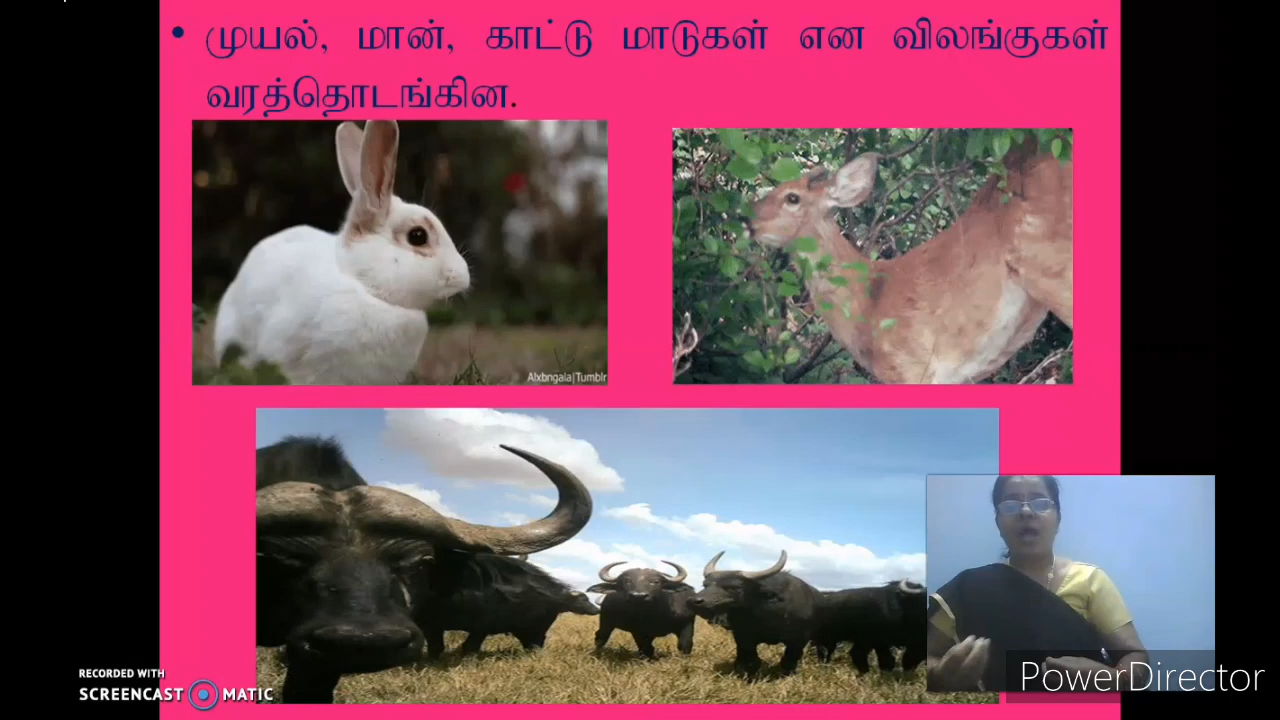 • முயல், மான், காட்டு மாடுகள் என விலங்குகள்
வரத்தொடங்கின.
Alxbngala|Tumblr
RECORDED WITH
SCREENCAST MATIC
PowerDirector